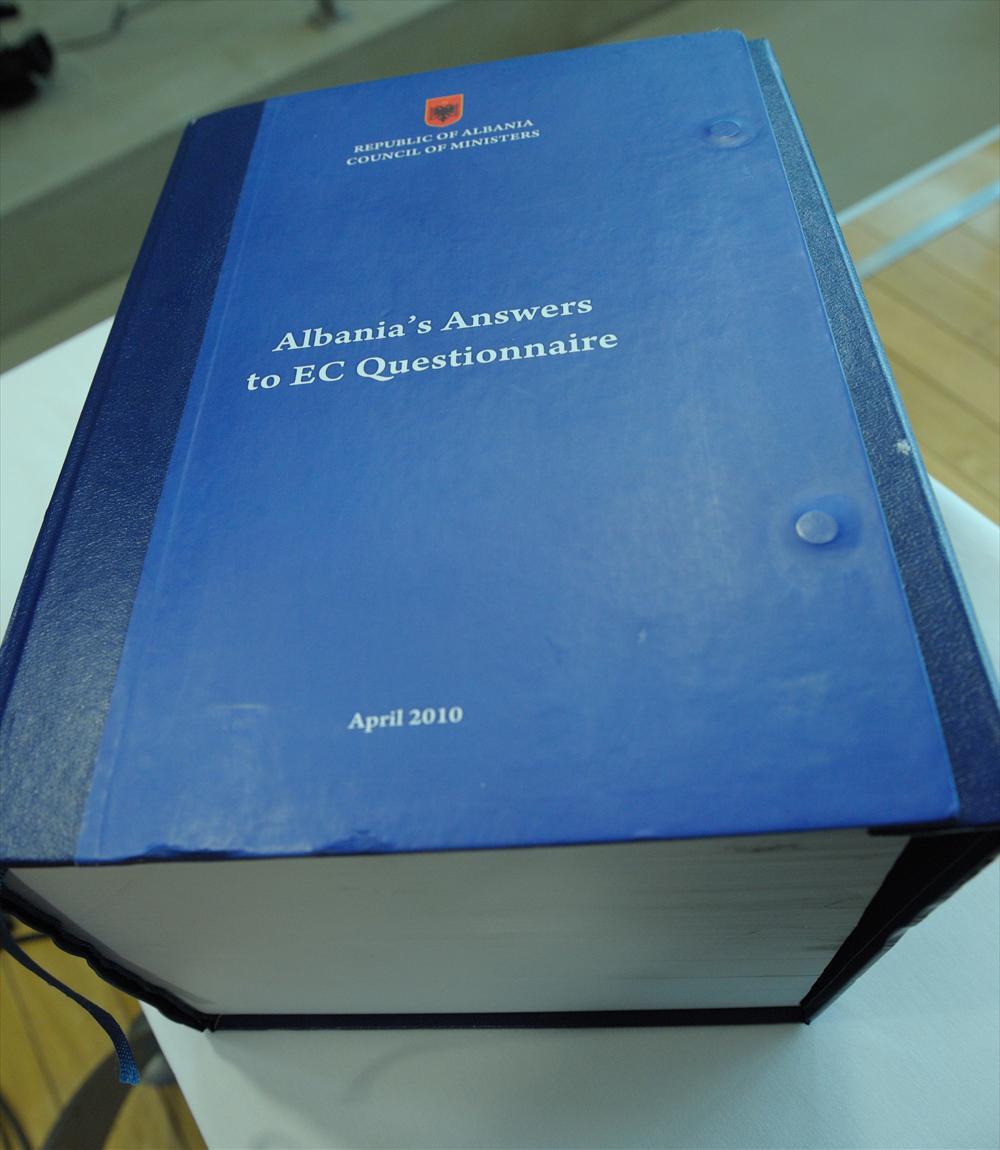 REPUBLIC OF ALBANIA
COUNCIL OF MINISTERS
Albania's Answers
to EC Questionnaire
April 2010